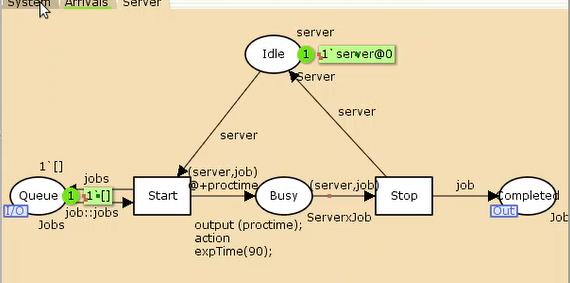 System Arrivals Server
server
Idle 1 1`server@0
Server
server
server
1`[]
jobs
(server,job)
@+proctime
(server,job)
job
Queue 1 1`[]
Start
Busy
Stop
Completed
I/O
job::jobs
Out
Jobs
ServerxJob
Job
output (proctime);
action
expTime(90);